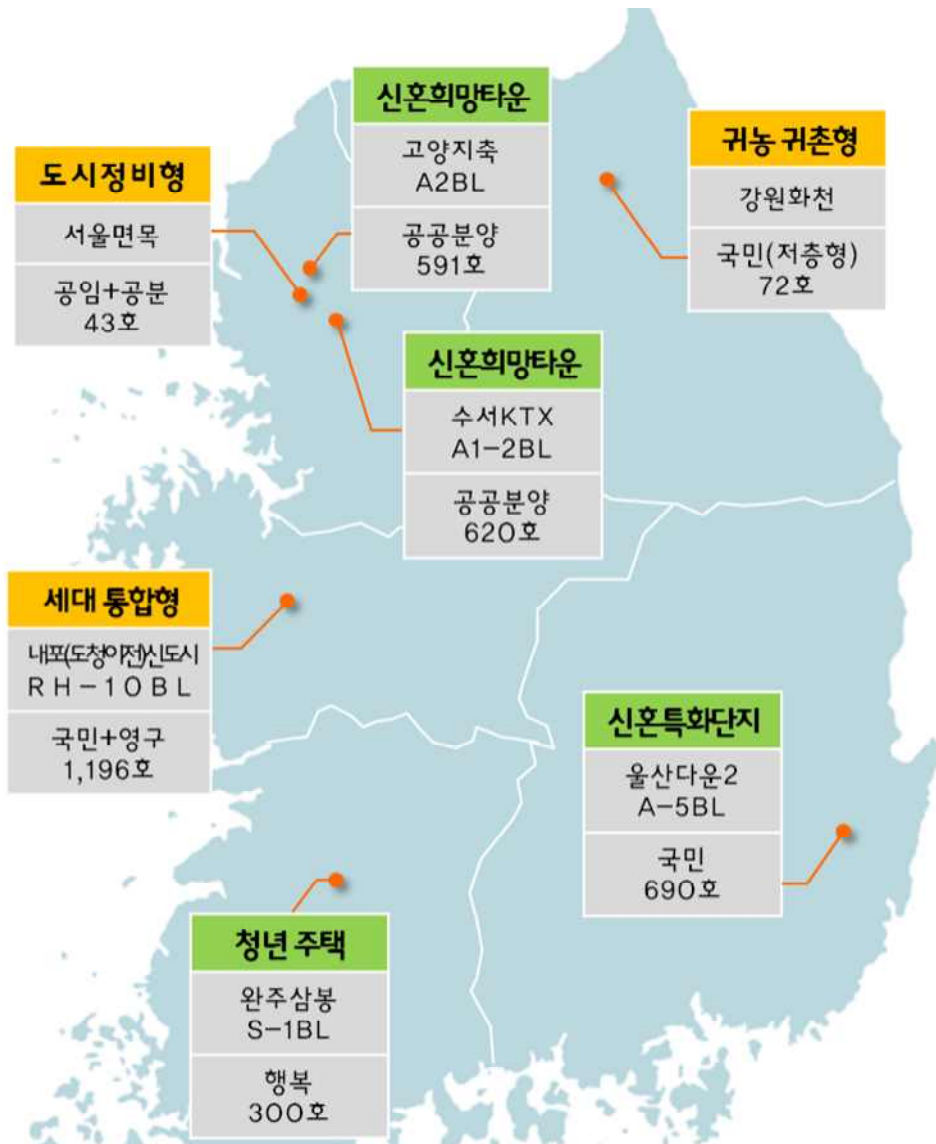 신혼희망타운
고양지축
A2BL
공공분양
591호
귀농 귀촌형
강원화천
국민(저층형)
72호
도시정비형
서울면목
공임+공분
43호
신혼희망타운
수서KTX
A1-2BL
공공분양
620호
세대 통합형
내포(도청이전)신도시
RH-10BL
국민+영구
1,196호
신혼특화단지
울산다운2
A-5BL
국민
690호
청년 주택
완주삼봉
S-1BL
행복
300호